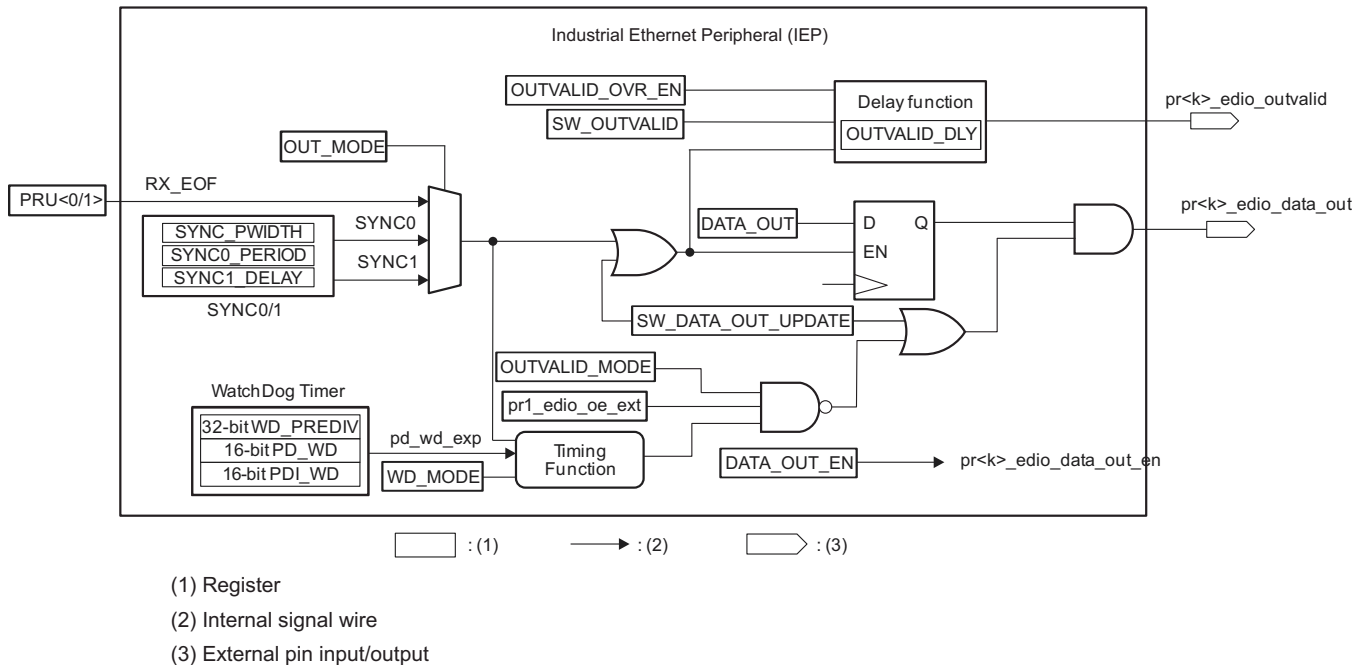 Industrial Ethernet Peripheral (IEP)
OUTVALID_OVR_EN
SW_OUTVALID
Delay function
OUTVALID_DLY
pr<k>_edio_outvalid
OUT_MODE
PRU<0/1>
RX_EOF
SYNC_PWIDTH
SYNC0_PERIOD
SYNC1_DELAY
SYNC0/1
SYNC0
SYNC1
DATA_OUT
D
Q
EN
pr<k>_edio_data_out
SW_DATA_OUT_UPDATE
OUTVALID_MODE
pr1_edio_oe_ext
WatchDog Timer
32-bit WD_PREDIV
16-bit PD_WD
16-bit PDI_WD
pd_wd_exp
WD_MODE
Timing
Function
DATA_OUT_EN
pr<k>_edio_data_out_en
: (1)
: (2)
: (3)
(1) Register
(2) Internal signal wire
(3) External pin input/output